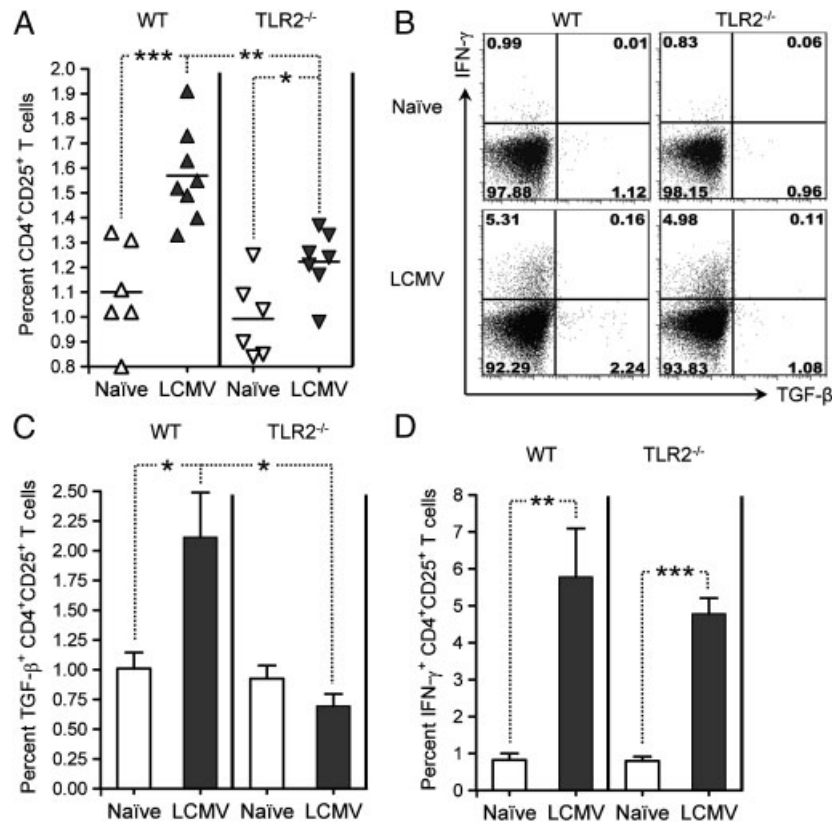 A
WT
TLR2-/-
***
**
*
Percent CD4+CD25+ T cells
2.0
1.9
1.8
1.7
1.6
1.5
1.4
1.3
1.2
1.1
1.0
0.9
0.8
Naïve LCMV Naïve LCMV
B
WT
TLR2-/-
IFN-γ
Naïve
0.99 0.01 0.83 0.06
97.88 1.12 98.15 0.96
LCMV
5.31 0.16 4.98 0.11
92.29 2.24 93.83 1.08
TGF-β
C
WT
TLR2-/-
* *
Percent TGF-β+ CD4+CD25+ T cells
2.50
2.25
2.00
1.75
1.50
1.25
1.00
0.75
0.50
0.25
0.00
Naïve LCMV Naïve LCMV
D
WT
TLR2-/-
**
***
Percent IFN-γ+ CD4+CD25+ T cells
8
7
6
5
4
3
2
1
0
Naïve LCMV Naïve LCMV